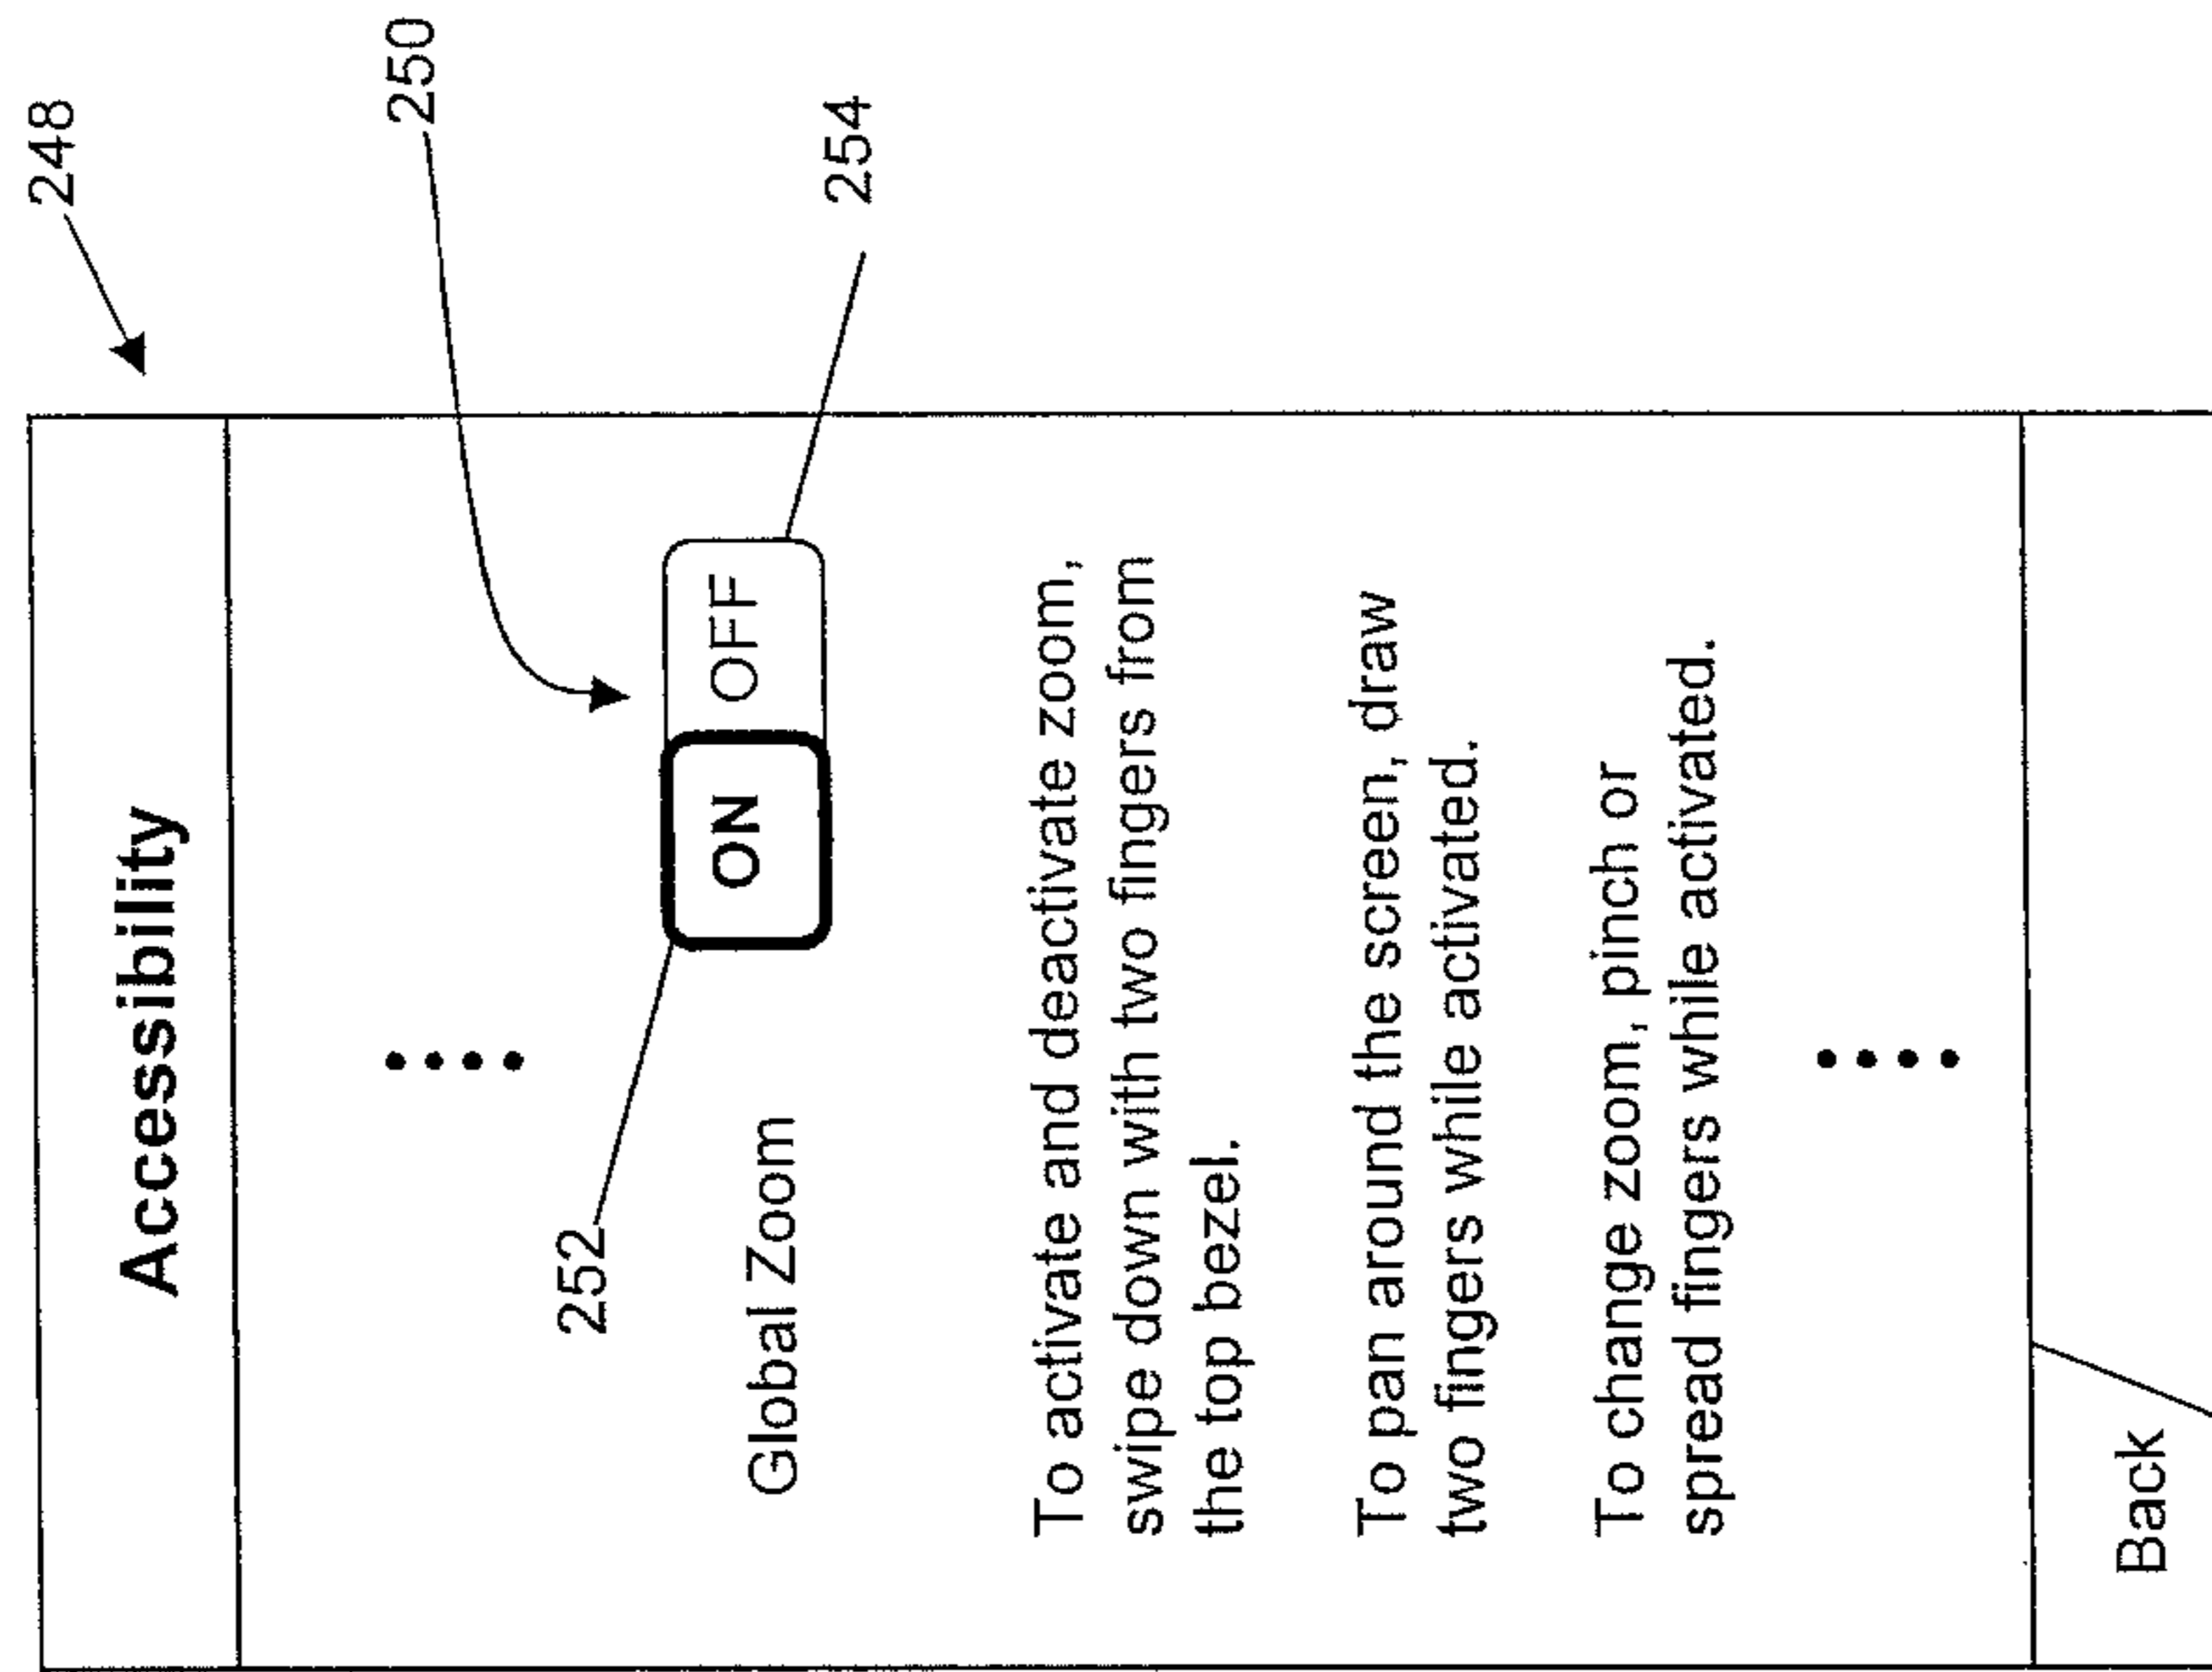 248
Accessibility
250
252
ON OFF
Global Zoom
254
To activate and deactivate zoom,
swipe down with two fingers from
the top bezel.
To pan around the screen, draw
two fingers while activated.
To change zoom, pinch or
spread fingers while activated.
Back